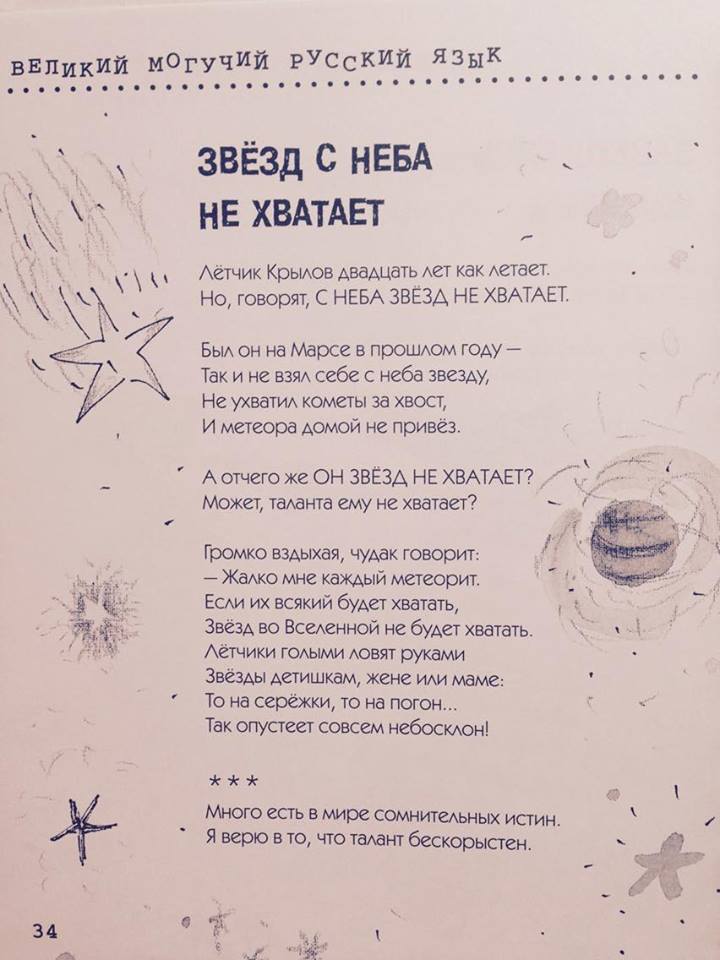 ВЕЛИКИЙ МОГУЧИЙ РУССКИЙ ЯЗЫК
ЗВЁЗД С НЕБА
НЕ ХВАТАЕТ
Лётчик Крылов двадцать лет как летает.
Но, говорят, С НЕБА ЗВЁЗД НЕ ХВАТАЕТ.
Был он на Марсе в прошлом году —
Так и не взял себе с неба звезду,
Не ухватил кометы за хвост,
И метеора домой не привёз.
А отчего же ОН ЗВЁЗД НЕ ХВАТАЕТ?
Может, таланта ему не хватает?
Громко вздыхая, чудак говорит:
— Жалко мне каждый метеорит.
Если их всякий будет хватать,
Звёзд во Вселенной не будет хватать.
Лётчики голыми ловят руками
Звёзды детишкам, жене или маме:
То на серёжки, то на погон...
Так опустеет совсем небосклон!
* * *
Много есть в мире сомнительных истин.
Я верю в то, что талант бескорыстен.
34